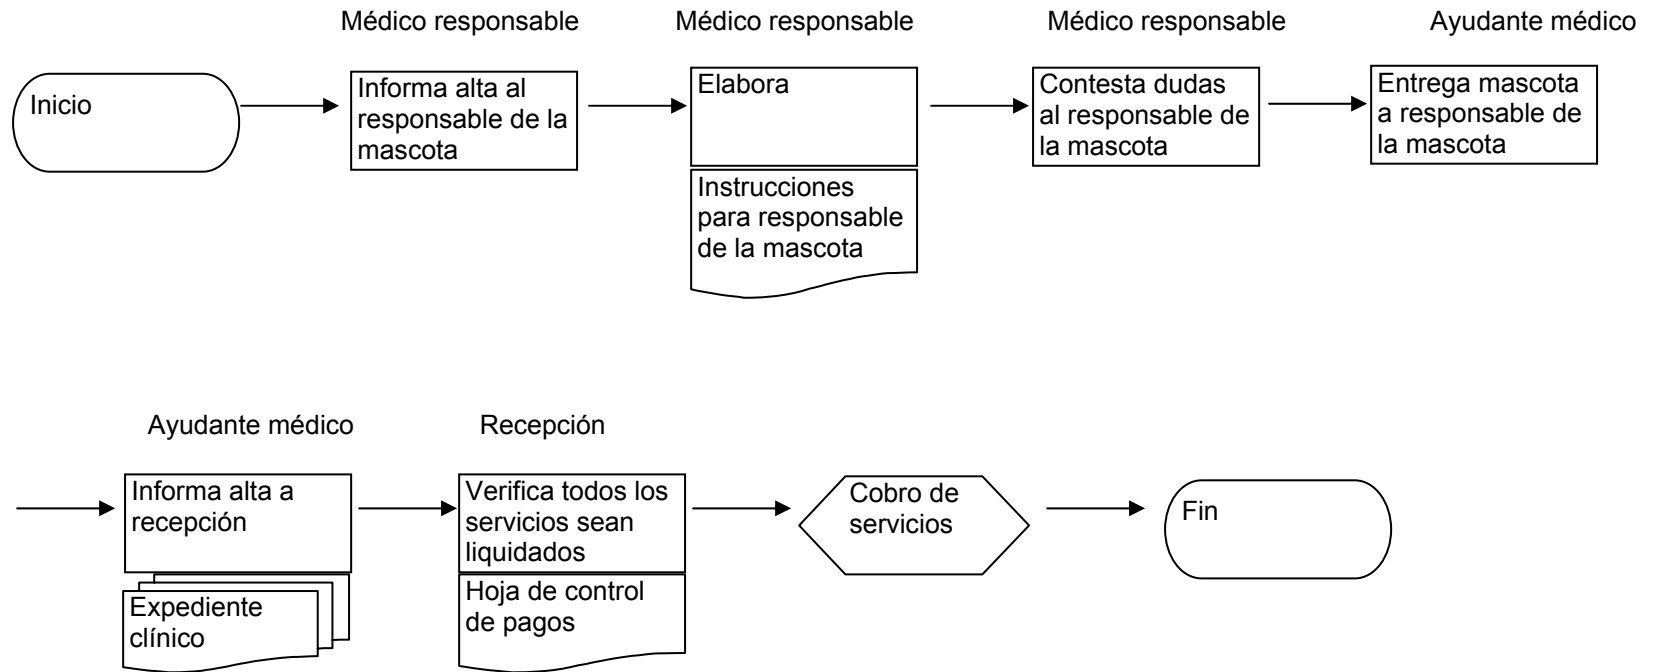 Médico responsable
Médico responsable
Médico responsable
Ayudante médico
Inicio
Informa alta al
responsable de la
mascota
Elabora
Instrucciones
para responsable
de la mascota
Contesta dudas
al responsable de
la mascota
Entrega mascota
a responsable de
la mascota
Ayudante médico
Recepción
Informa alta a
recepción
Expediente
clínico
Verifica todos los
servicios sean
liquidados
Hoja de control
de pagos
Cobro de
servicios
Fin